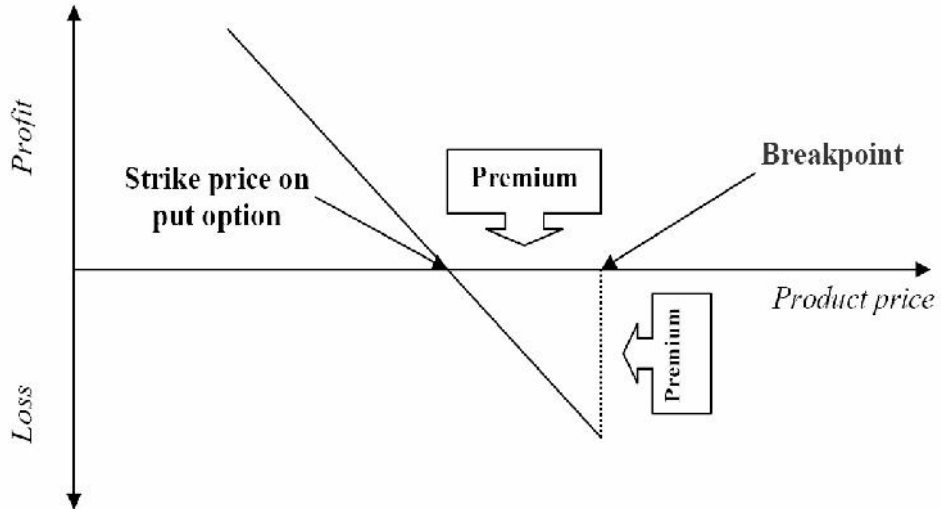 Profit
Strike price on
put option
Premium
Breakpoint
Product price
Premium
Loss